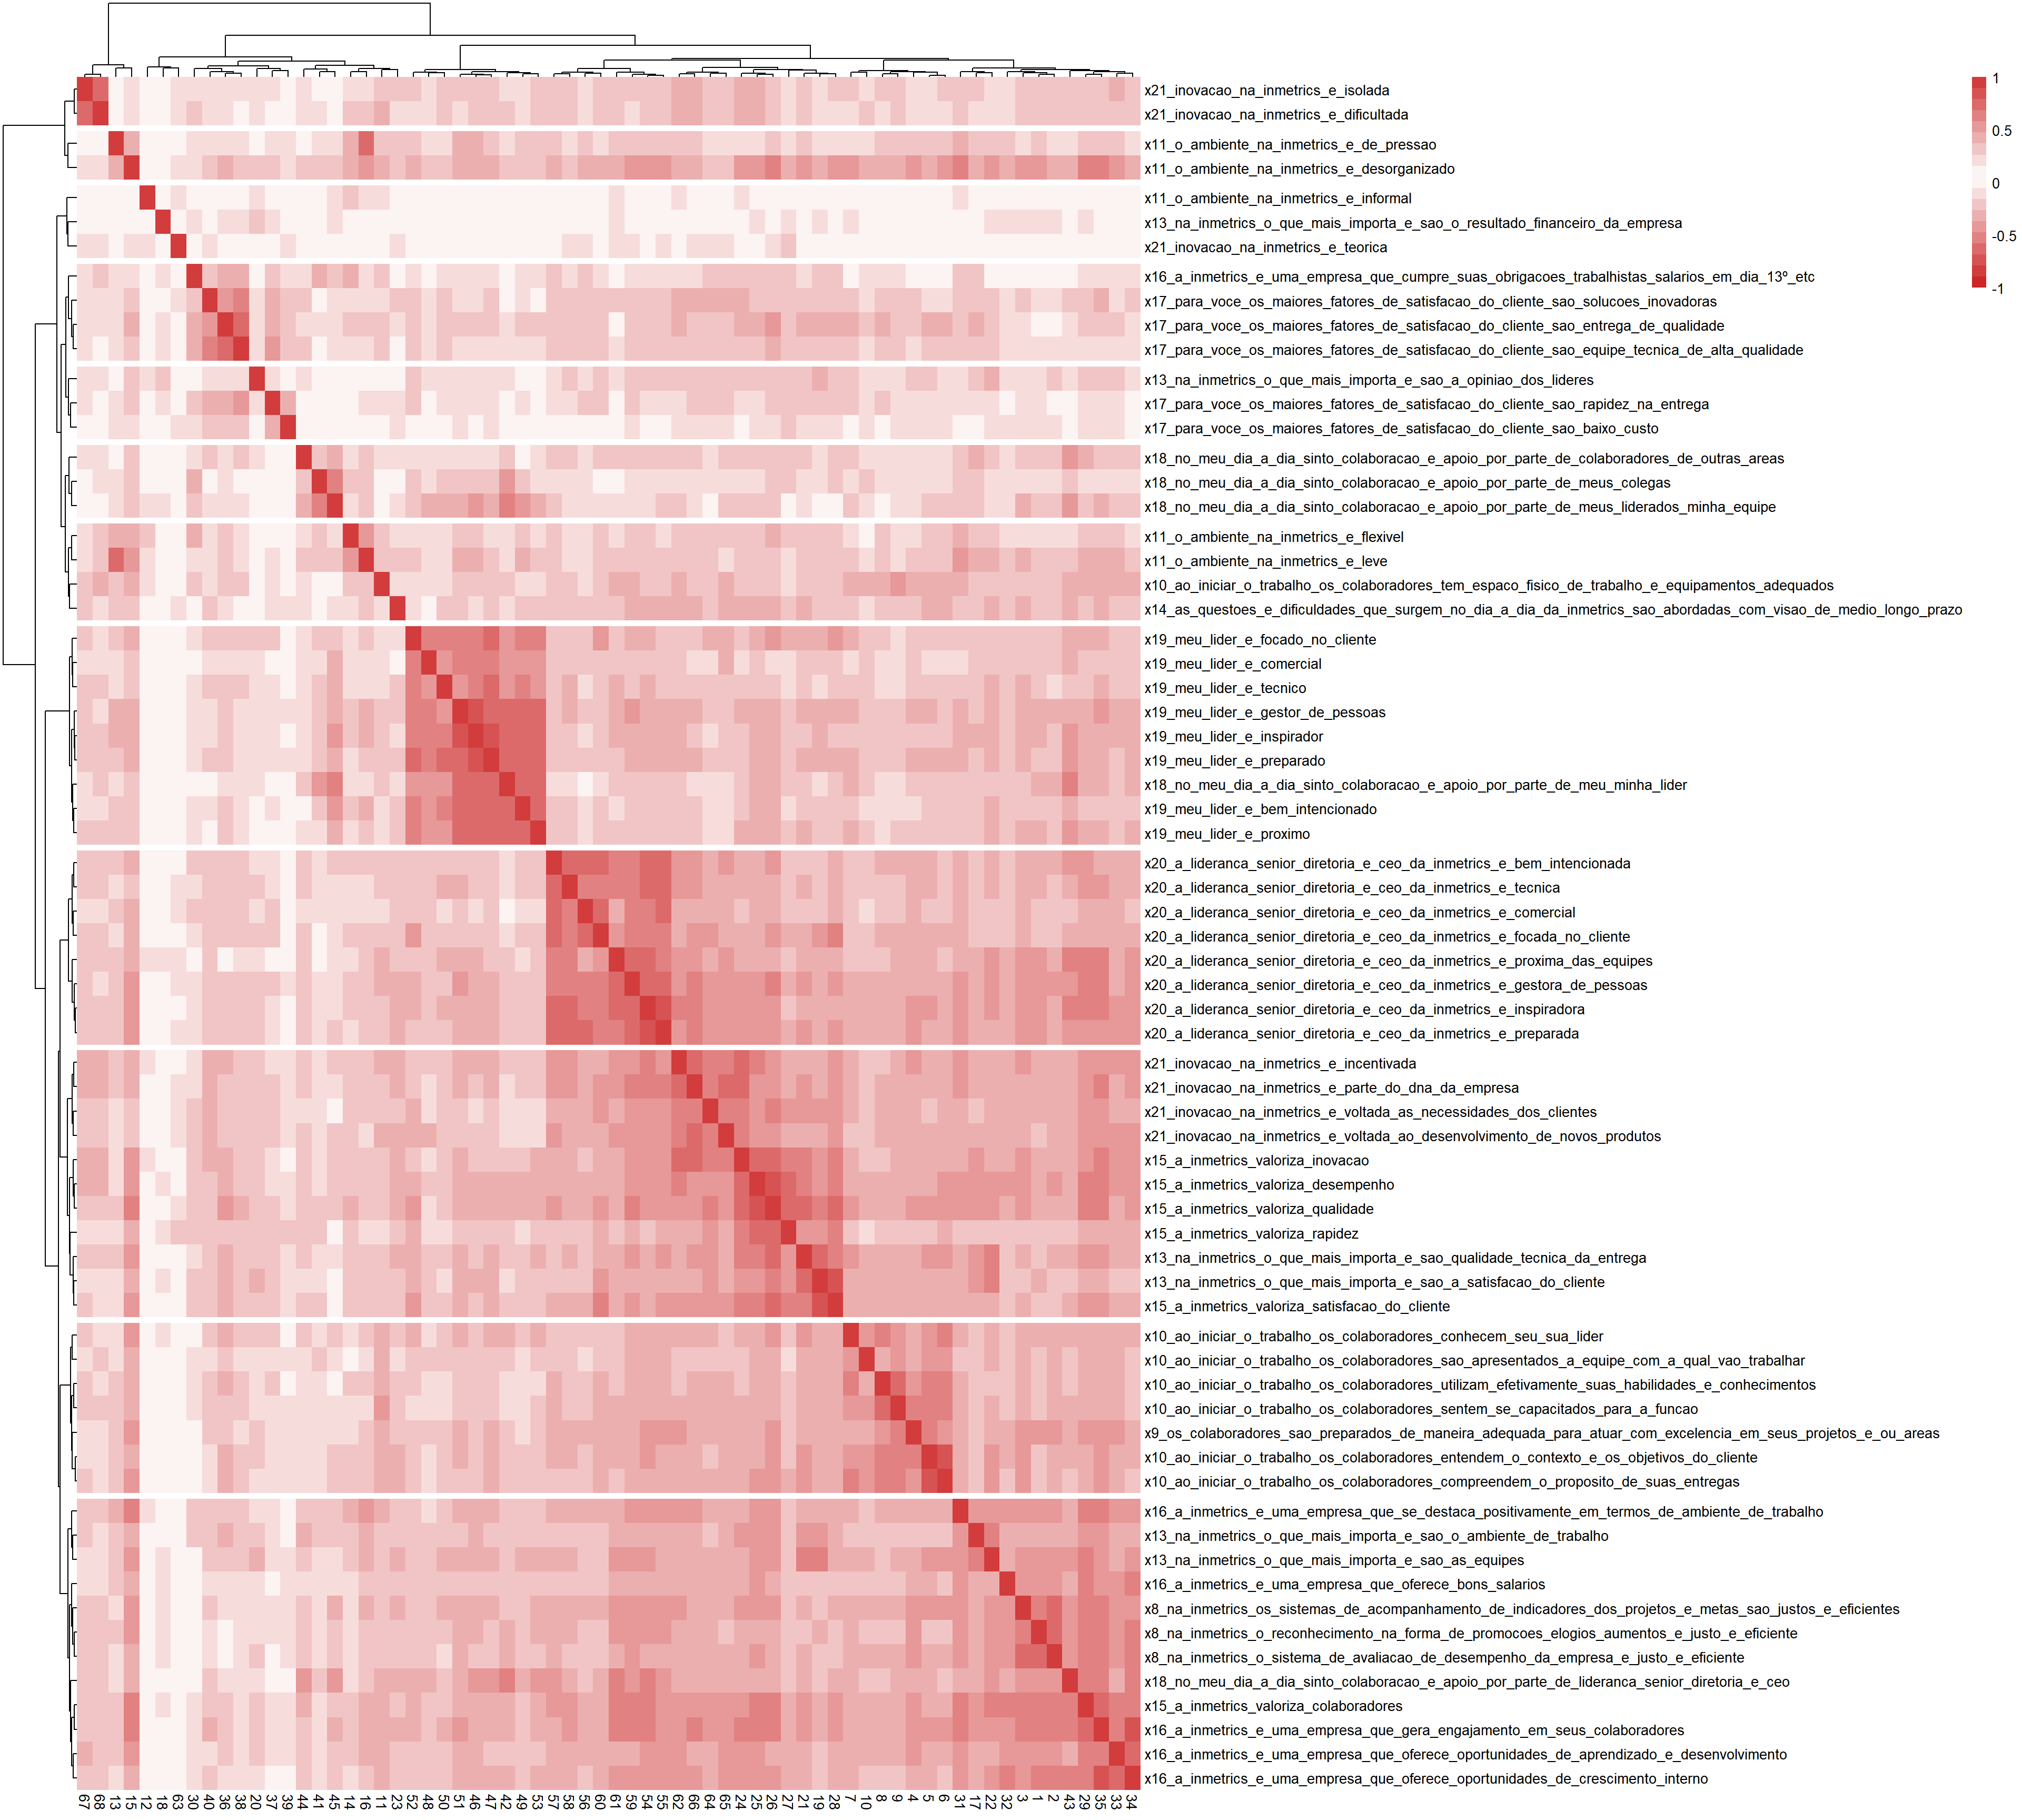 x21_inovacao_na_inmetrics_e_isolada
x21_inovacao_na_inmetrics_e_dificultada
x11_o_ambiente_na_inmetrics_e_de_pressao
x11_o_ambiente_na_inmetrics_e_desorganizado
x11_o_ambiente_na_inmetrics_e_informal
x13_na_inmetrics_o_que_mais_importa_e_sao_o_resultado_financeiro_da_empresa
x21_inovacao_na_inmetrics_e_teorica
x16_a_inmetrics_e_uma_empresa_que_cumpre_suas_obrigacoes_trabalhistas_salarios_em_dia_13º_etc
x17_para_voce_os_maiores_fatores_de_satisfacao_do_cliente_sao_solucoes_inovadoras
x17_para_voce_os_maiores_fatores_de_satisfacao_do_cliente_sao_entrega_de_qualidade
x17_para_voce_os_maiores_fatores_de_satisfacao_do_cliente_sao_equipe_tecnica_de_alta_qualidade
x13_na_inmetrics_o_que_mais_importa_e_sao_a_opiniao_dos_lideres
x17_para_voce_os_maiores_fatores_de_satisfacao_do_cliente_sao_rapidez_na_entrega
x17_para_voce_os_maiores_fatores_de_satisfacao_do_cliente_sao_baixo_custo
x18_no_meu_dia_a_dia_sinto_colaboracao_e_apoio_por_parte_de_colaboradores_de_outras_areas
x18_no_meu_dia_a_dia_sinto_colaboracao_e_apoio_por_parte_de_meus_colegas
x18_no_meu_dia_a_dia_sinto_colaboracao_e_apoio_por_parte_de_meus_liderados_minha_equipe
x11_o_ambiente_na_inmetrics_e_flexivel
x11_o_ambiente_na_inmetrics_e_leve
x10_ao_iniciar_o_trabalho_os_colaboradores_tem_espaco_fisico_de_trabalho_e_equipamentos_adequados
x14_as_questoes_e_dificuldades_que_surgem_no_dia_a_dia_da_inmetrics_sao_abordadas_com_visao_de_medio_longo_prazo
x19_meu_lider_e_focado_no_cliente
x19_meu_lider_e_comercial
x19_meu_lider_e_tecnico
x19_meu_lider_e_gestor_de_pessoas
x19_meu_lider_e_inspirador
x19_meu_lider_e_preparado
x18_no_meu_dia_a_dia_sinto_colaboracao_e_apoio_por_parte_de_meu_minha_lider
x19_meu_lider_e_bem_intencionado
x19_meu_lider_e_proximo
x20_a_lideranca_senior_diretoria_e_ceo_da_inmetrics_e_bem_intencionada
x20_a_lideranca_senior_diretoria_e_ceo_da_inmetrics_e_tecnica
x20_a_lideranca_senior_diretoria_e_ceo_da_inmetrics_e_comercial
x20_a_lideranca_senior_diretoria_e_ceo_da_inmetrics_e_focada_no_cliente
x20_a_lideranca_senior_diretoria_e_ceo_da_inmetrics_e_proxima_das_equipes
x20_a_lideranca_senior_diretoria_e_ceo_da_inmetrics_e_gestora_de_pessoas
x20_a_lideranca_senior_diretoria_e_ceo_da_inmetrics_e_inspiradora
x20_a_lideranca_senior_diretoria_e_ceo_da_inmetrics_e_preparada
x21_inovacao_na_inmetrics_e_incentivada
x21_inovacao_na_inmetrics_e_parte_do_dna_da_empresa
x21_inovacao_na_inmetrics_e_voltada_as_necessidades_dos_clientes
x21_inovacao_na_inmetrics_e_voltada_ao_desenvolvimento_de_novos_produtos
x15_a_inmetrics_valoriza_inovacao
x15_a_inmetrics_valoriza_desempenho
x15_a_inmetrics_valoriza_qualidade
x15_a_inmetrics_valoriza_rapidez
x13_na_inmetrics_o_que_mais_importa_e_sao_qualidade_tecnica_da_entrega
x13_na_inmetrics_o_que_mais_importa_e_sao_a_satisfacao_do_cliente
x15_a_inmetrics_valoriza_satisfacao_do_cliente
x10_ao_iniciar_o_trabalho_os_colaboradores_conhecem_seu_sua_lider
x10_ao_iniciar_o_trabalho_os_colaboradores_sao_apresentados_a_equipe_com_a_qual_vao_trabalhar
x10_ao_iniciar_o_trabalho_os_colaboradores_utilizam_efetivamente_suas_habilidades_e_conhecimentos
x10_ao_iniciar_o_trabalho_os_colaboradores_sentem_se_capacitados_para_a_funcao
x9_os_colaboradores_sao_preparados_de_maneira_adequada_para_atuar_com_excelencia_em_seus_projetos_e_ou_areas
x10_ao_iniciar_o_trabalho_os_colaboradores_entendem_o_contexto_e_os_objetivos_do_cliente
x10_ao_iniciar_o_trabalho_os_colaboradores_compreendem_o_proposito_de_suas_entregas
x16_a_inmetrics_e_uma_empresa_que_se_destaca_positivamente_em_termos_de_ambiente_de_trabalho
x13_na_inmetrics_o_que_mais_importa_e_sao_o_ambiente_de_trabalho
x13_na_inmetrics_o_que_mais_importa_e_sao_as_equipes
x16_a_inmetrics_e_uma_empresa_que_oferece_bons_salarios
x8_na_inmetrics_os_sistemas_de_acompanhamento_de_indicadores_dos_projetos_e_metas_sao_justos_e_eficientes
x8_na_inmetrics_o_reconhecimento_na_forma_de_promocoes_elogios_aumentos_e_justo_e_eficiente
x8_na_inmetrics_o_sistema_de_avaliacao_de_desempenho_da_empresa_e_justo_e_eficiente
x18_no_meu_dia_a_dia_sinto_colaboracao_e_apoio_por_parte_de_lideranca_senior_diretoria_e_ceo
x15_a_inmetrics_valoriza_colaboradores
x16_a_inmetrics_e_uma_empresa_que_gera_engajamento_em_seus_colaboradores
x16_a_inmetrics_e_uma_empresa_que_oferece_oportunidades_de_aprendizado_e_desenvolvimento
x16_a_inmetrics_e_uma_empresa_que_oferece_oportunidades_de_crescimento_interno
1
0.5
0
-0.5
-1
67 68 13 15 12 18 63 30 40 36 38 20 37 39 44 41 45 14 16 11 23 52 48 50 51 46 47 42 49 53 57 58 56 60 61 59 54 55 62 66 64 65 24 25 26 27 21 19 28 7 10 8 9 4 5 6 31 17 22 32 3 1 2 43 29 35 33 34